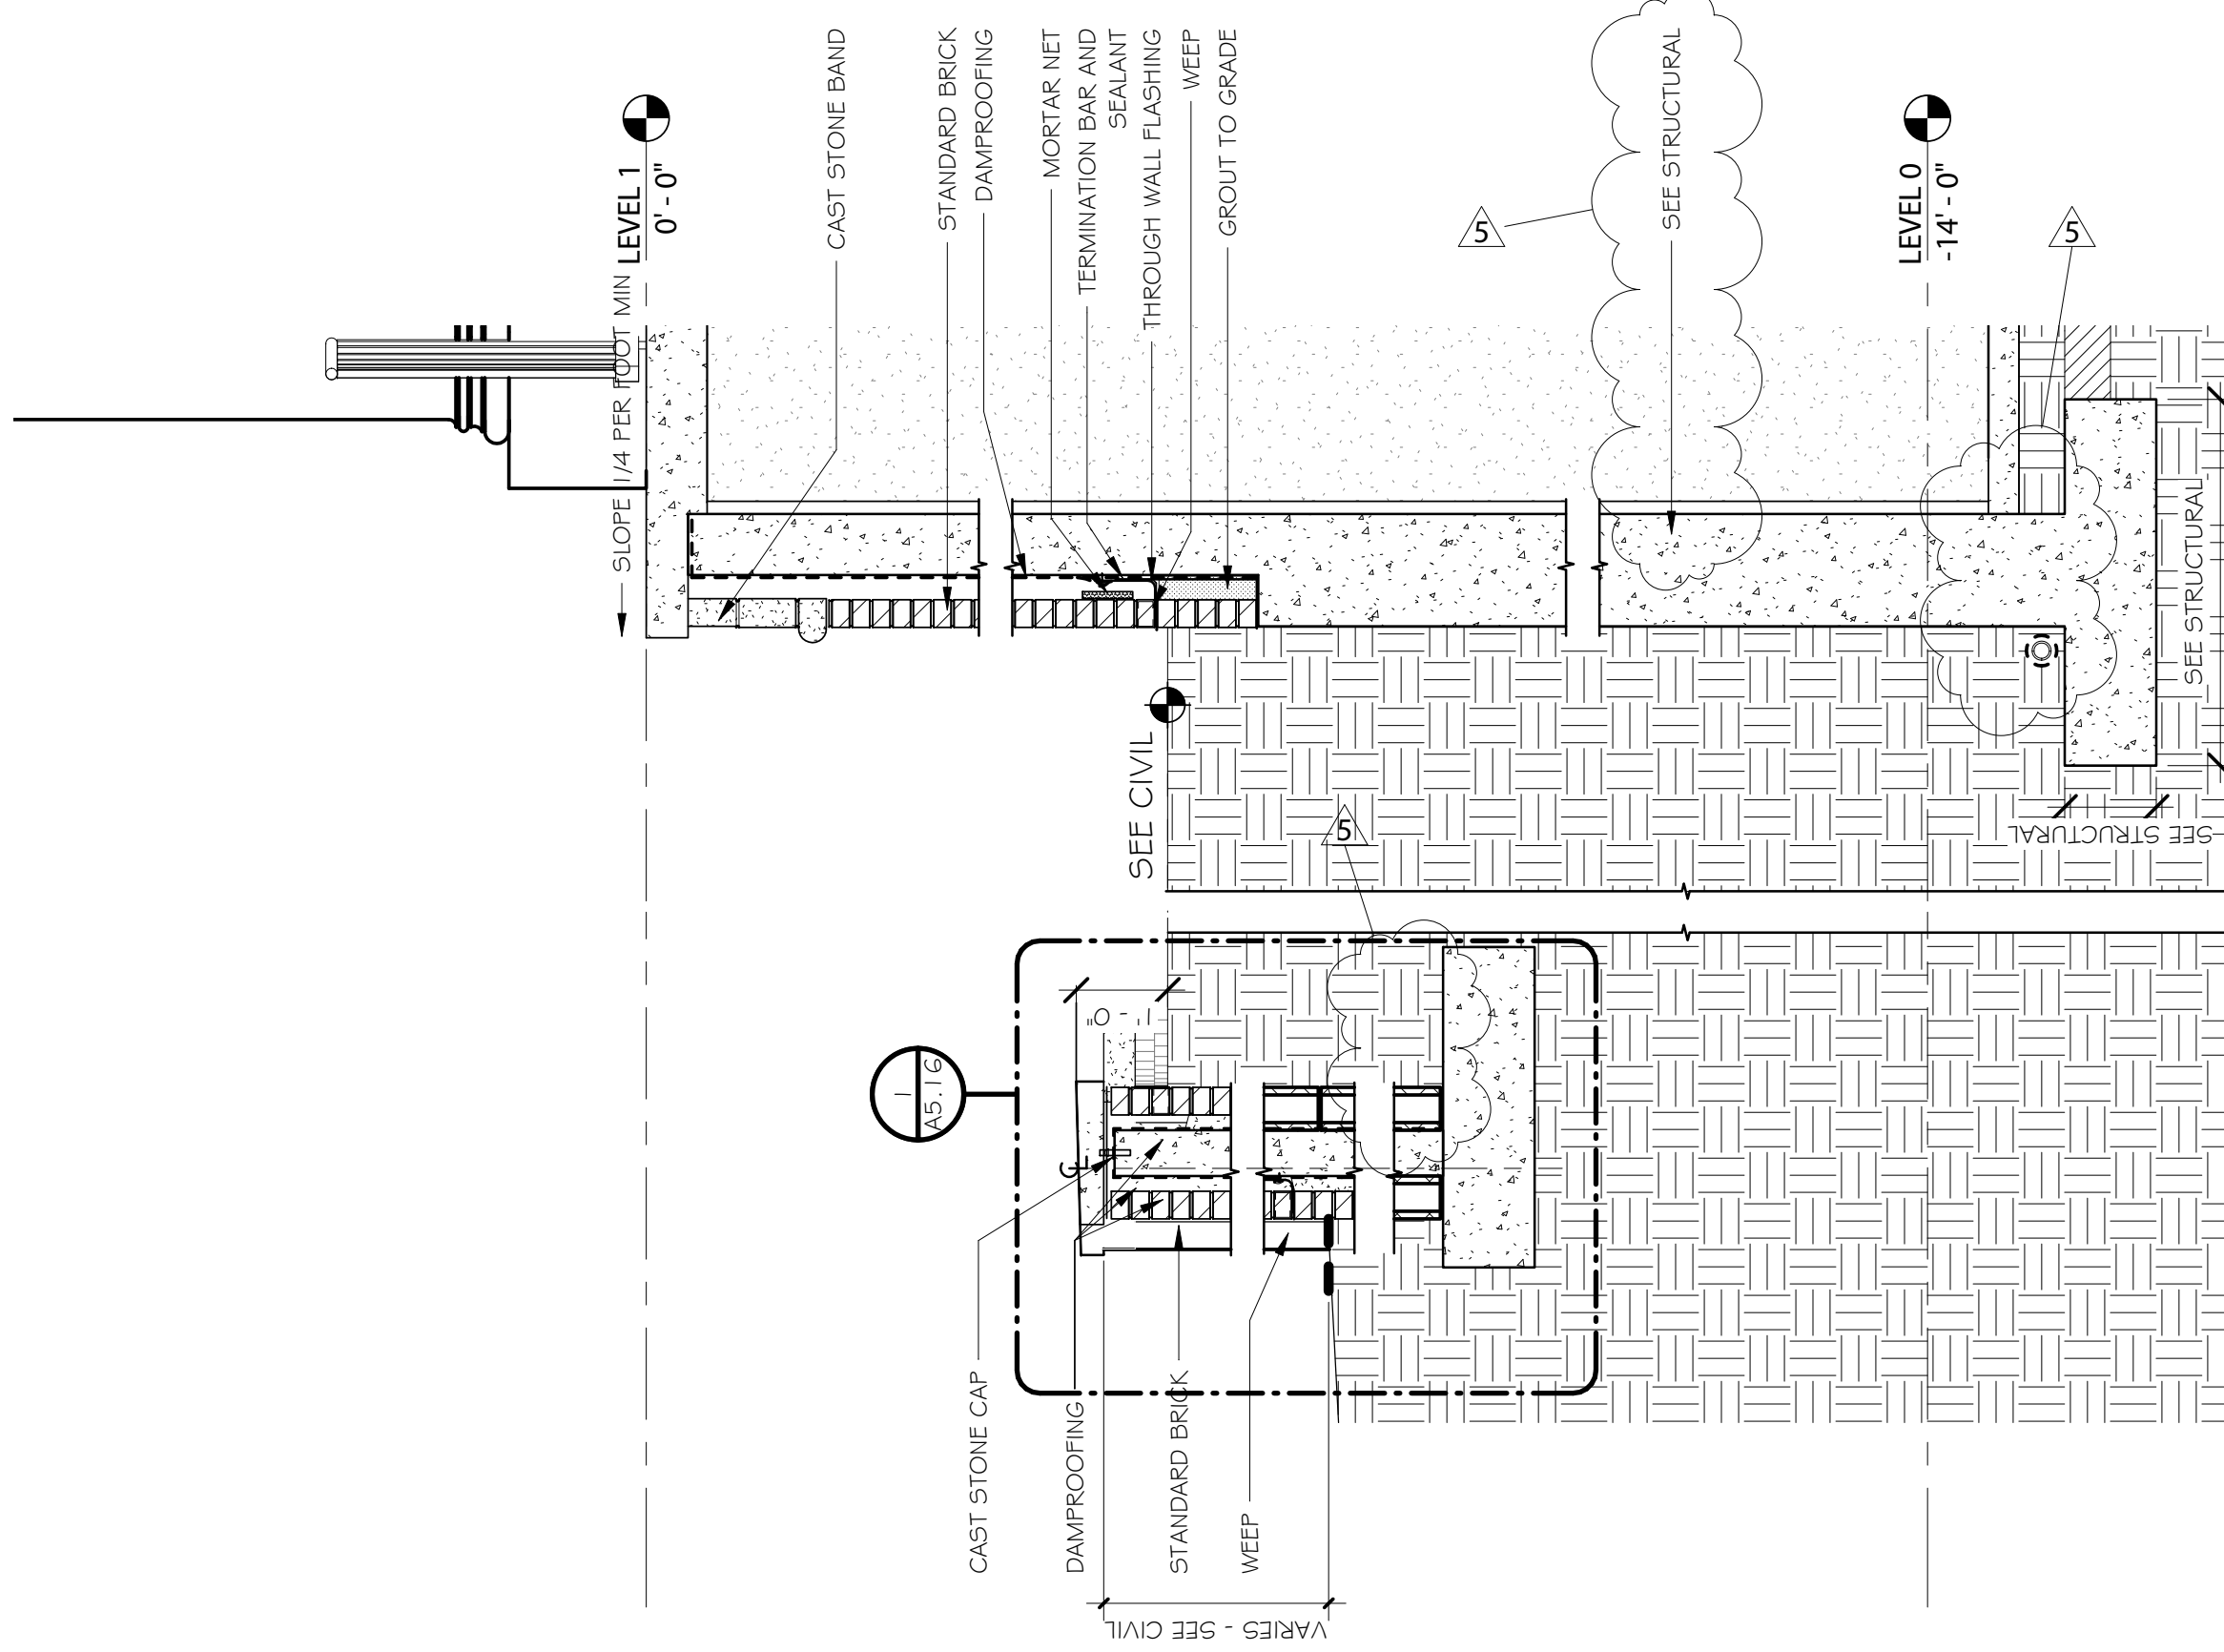 LEVEL 1
0' - 0"
SLOPE 1/4 PER FOOT MIN
CAST STONE BAND
STANDARD BRICK
DAMPROOFING
MORTAR NET
TERMINATION BAR AND
SEALANT
THROUGH WALL FLASHING
WEEP
GROUT TO GRADE
5
SEE STRUCTURAL
LEVEL 0
-14' - 0"
5
SEE STRUCTURAL
SEE STRUCTURAL
SEE CIVIL
5
1' - 0"
1
A5.16
CL
CAST STONE CAP
DAMPROOFING
STANDARD BRICK
WEEP
VARIES - SEE CIVIL